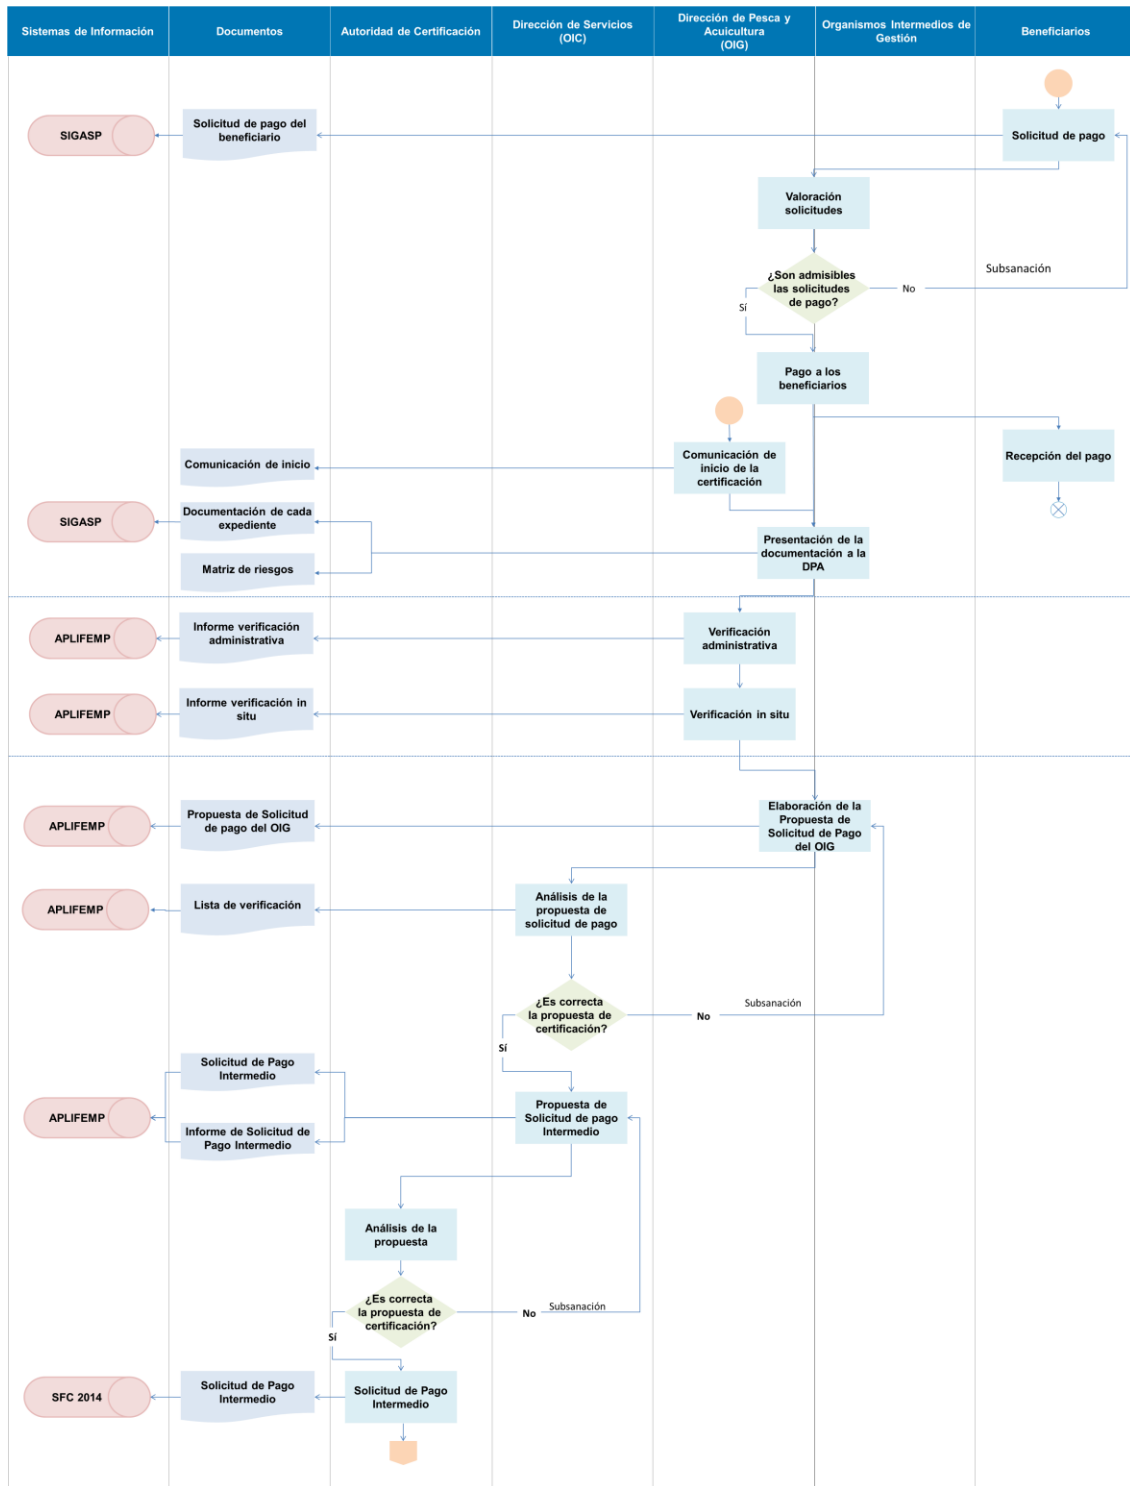 Sistemas de Información
Documentos
Autoridad de Certificación
Dirección de Servicios
(OIC)
Dirección de Pesca y
Acuicultura
(OIG)
Organismos Intermedios de
Gestión
Beneficiarios
SIGASP
Solicitud de pago del
beneficiario
Solicitud de pago
Valoración
solicitudes
¿Son admisibles
las solicitudes
de pago?
No
Subsanación
Sí
Pago a los
beneficiarios
Comunicación de inicio
Comunicación de
inicio de la
certificación
Recepción del pago
SIGASP
Documentación de cada
expediente
Matriz de riesgos
Presentación de la
documentación a la
DPA
APLIFEMP
Informe verificación
administrativa
Verificación
administrativa
APLIFEMP
Informe verificación in
situ
Verificación in situ
APLIFEMP
Propuesta de Solicitud
de pago del OIG
Elaboración de la
Propuesta de
Solicitud de Pago
del OIG
APLIFEMP
Lista de verificación
Análisis de la
propuesta de
solicitud de pago
¿Es correcta
la propuesta de
certificación?
No
Subsanación
Sí
Solicitud de Pago
Intermedio
APLIFEMP
Informe de Solicitud de
Pago Intermedio
Propuesta de
Solicitud de pago
Intermedio
Análisis de la
propuesta
¿Es correcta
la propuesta de
certificación?
No
Subsanación
Sí
SFC 2014
Solicitud de Pago
Intermedio
Solicitud de Pago
Intermedio